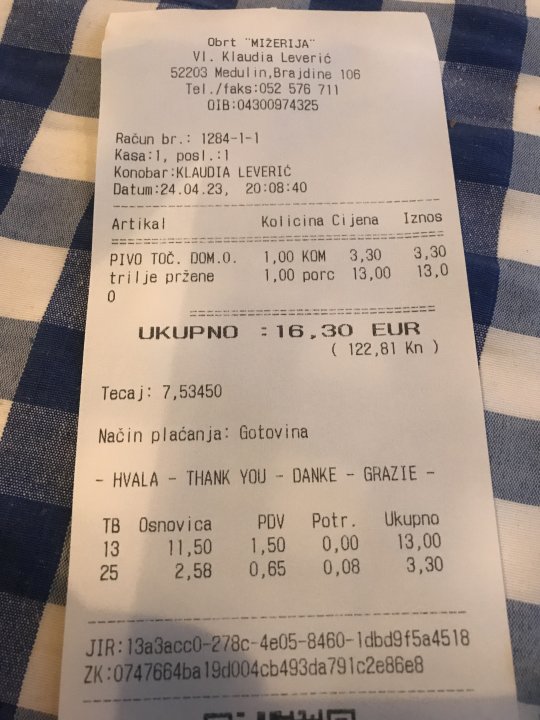 Obrt "MIŽERIJA"
Vl. Klaudia Leverić
52203 Medulin,Brajdine 106
Tel./faks:052 576 711
OIB:04300974325
Račun br.: 1284-1-1
Kasa:1, posl.:1
Konobar:KLAUDIA LEVERIĆ
Datum:24.04.23, 20:08:40
Artikal Kolicina Cijena Iznos
PIVO TOČ. DOM.O. 1,00 KOM 3,30 3,30
trilje pržene 1,00 porc 13,00 13,0
0
UKUPNO :16,30 EUR
( 122,81 Kn )
Tecaj: 7,53450
Način plaćanja: Gotovina
- HVALA - THANK YOU - DANKE - GRAZIE -
TB Osnovica PDV Potr. Ukupno
13 11,50 1,50 0,00 13,00
25 2,58 0,65 0,08 3,30
JIR:13a3acc0-278c-4e05-8460-1dbd9f5a4518
ZK:0747664ba19d004cb493da791c2e86e8